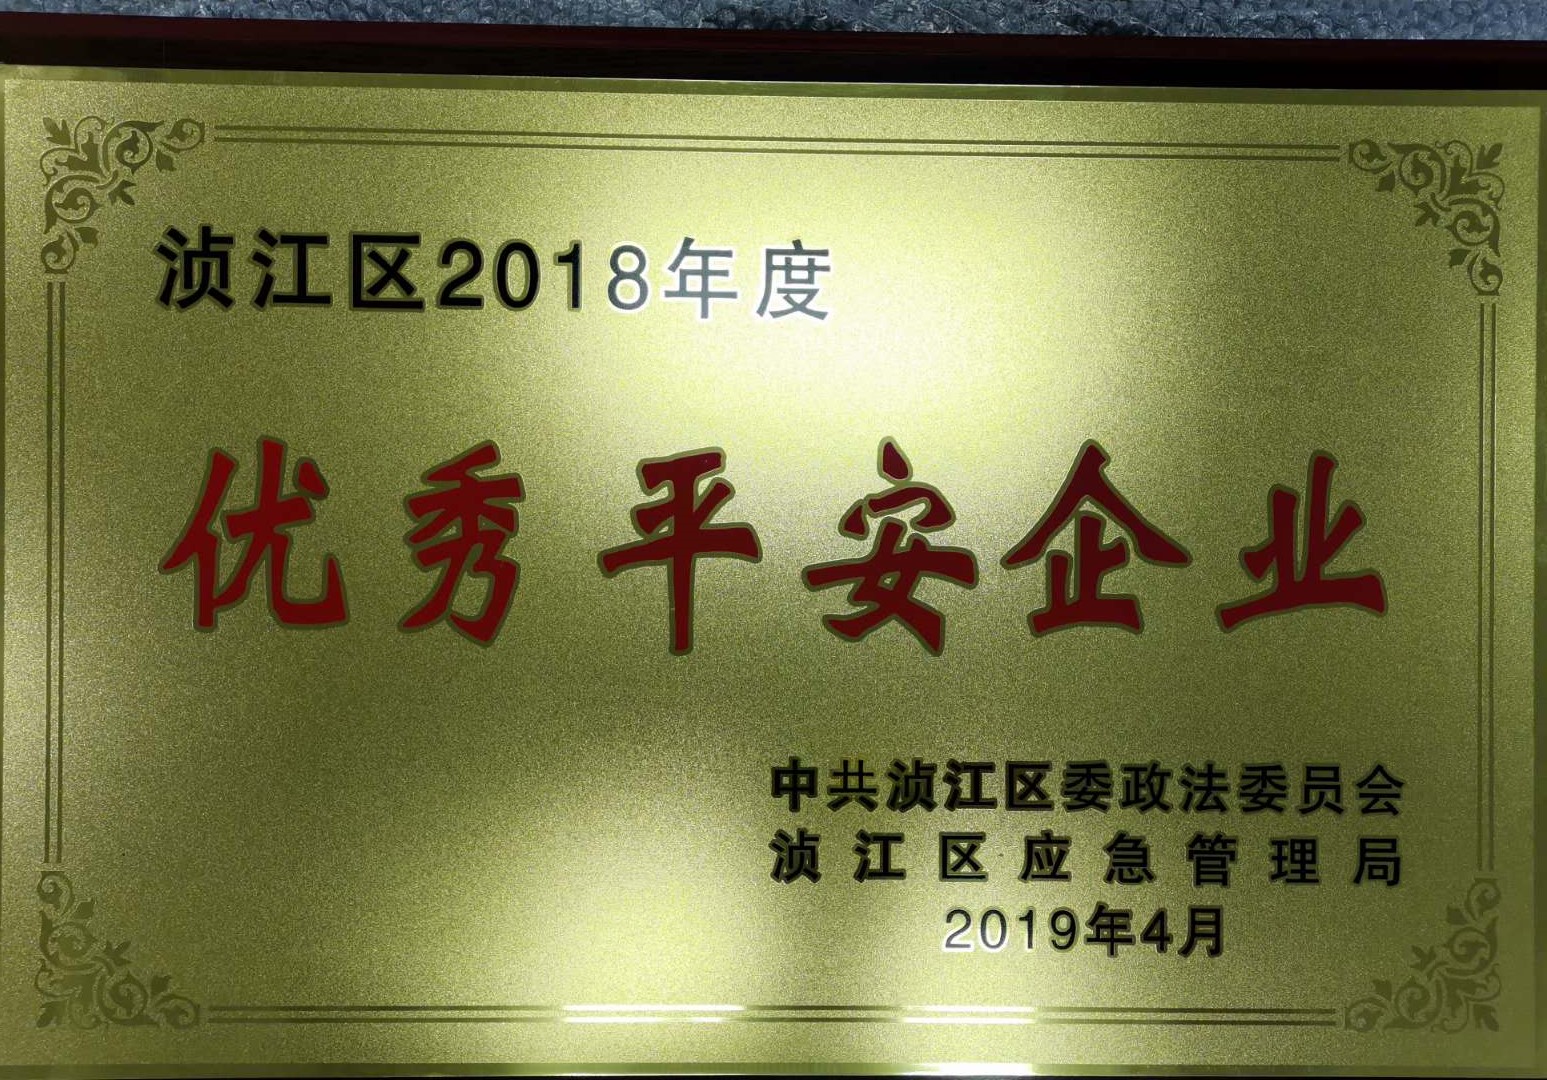 浈江区2018年度
优秀平安企业
中共浈江区委政法委员会
浈江区应急管理局
2019年4月